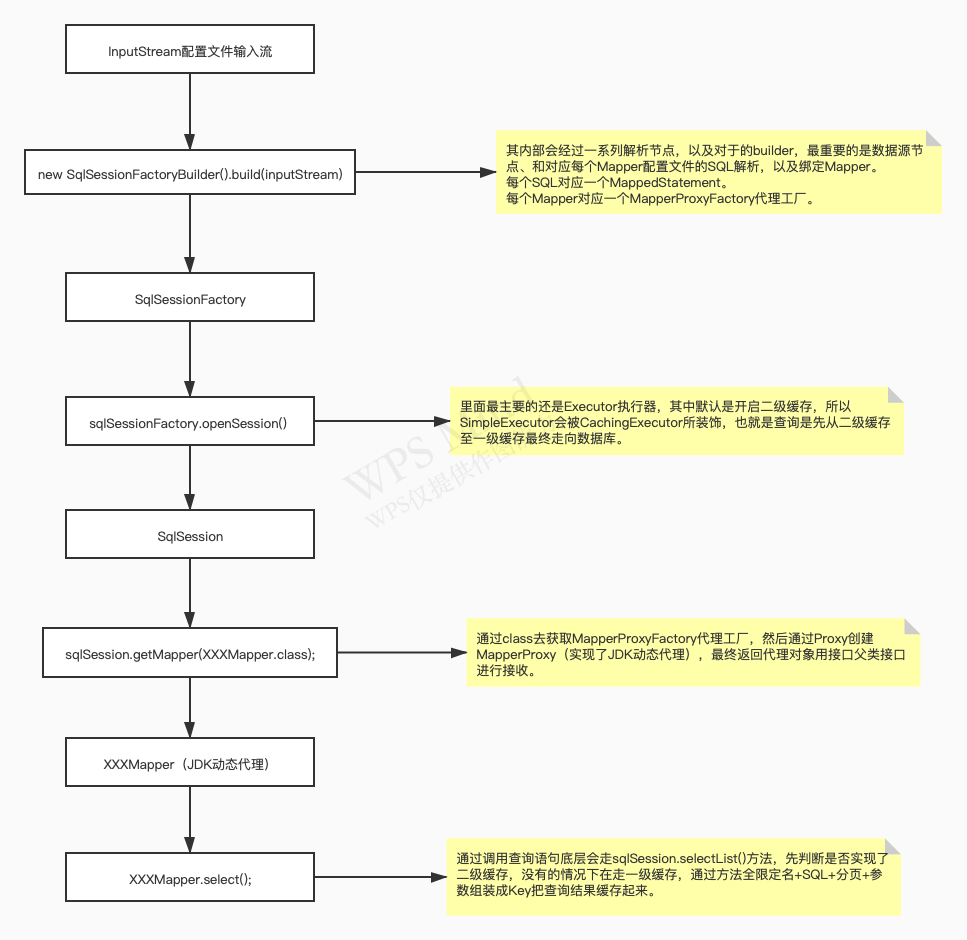 InputStream配置文件输入流
new SqlSessionFactoryBuilder().build(inputStream)
其内部会经过一系列解析节点，以及对于的builder，最重要的是数据源节
点、和对应每个Mapper配置文件的SQL解析，以及绑定Mapper。
每个SQL对应一个MappedStatement。
每个Mapper对应一个MapperProxyFactory代理工厂。
SqlSessionFactory
sqlSessionFactory.openSession()
里面最主要的还是Executor执行器，其中默认是开启二级缓存，所以
SimpleExecutor会被CachingExecutor所装饰，也就是查询是先从二级缓存
至一级缓存最终走向数据库。
WPS
WPS仅提供作图
SqlSession
sqlSession.getMapper(XXXMapper.class);
通过class去获取MapperProxyFactory代理工厂，然后通过Proxy创建
MapperProxy（实现了JDK动态代理），最终返回代理对象用接口父类接口
进行接收。
XXXMapper（JDK动态代理）
XXXMapper.select();
通过调用查询语句底层会走sqlSession.selectList()方法，先判断是否实现了
二级缓存，没有的情况下在走一级缓存，通过方法全限定名+SQL+分页+参
数组装成Key把查询结果缓存起来。